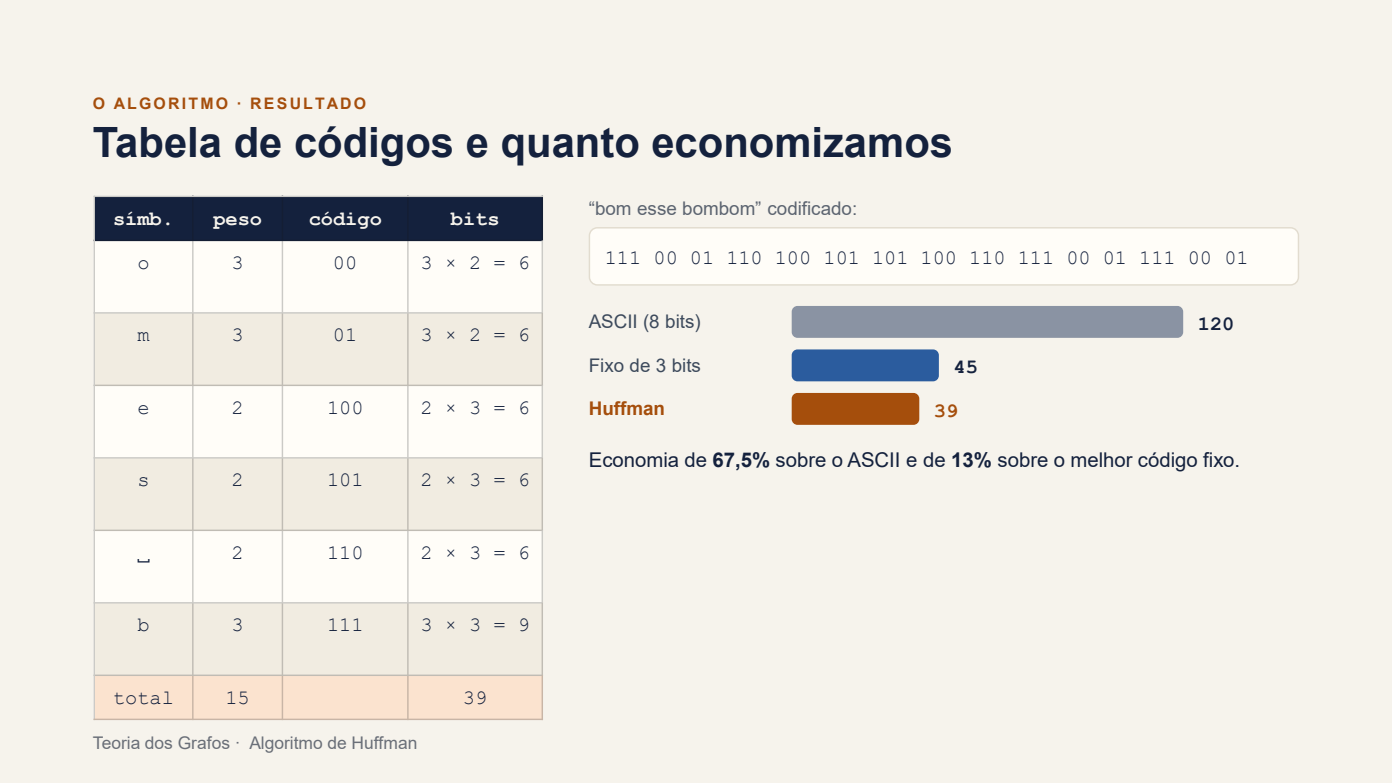 O ALGORITMO · RESULTADO
Tabela de códigos e quanto economizamos
símb. peso código bits
o 3 00 3 × 2 = 6
m 3 01 3 × 2 = 6
e 2 100 2 × 3 = 6
s 2 101 2 × 3 = 6
␣ 2 110 2 × 3 = 6
b 3 111 3 × 3 = 9
total 15 39
“bom esse bombom” codificado:
111 00 01 110 100 101 101 100 110 111 00 01 111 00 01
ASCII (8 bits) 120
Fixo de 3 bits 45
Huffman 39
Economia de 67,5% sobre o ASCII e de 13% sobre o melhor código fixo.
Teoria dos Grafos · Algoritmo de Huffman